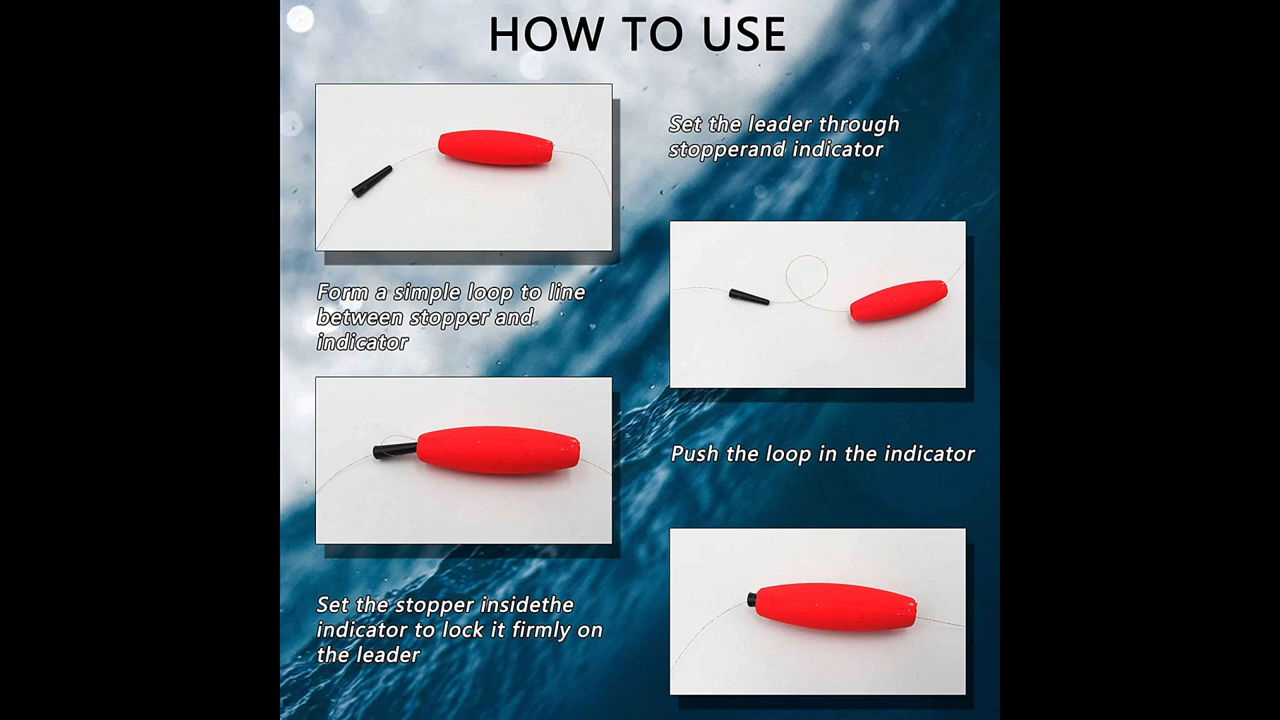 HOW TO USE
Set the leader through
stopperand indicator
Form a simple loop to line
between stopper and
indicator
Push the loop in the indicator
Set the stopper insidethe
indicator to lock it firmly on
the leader